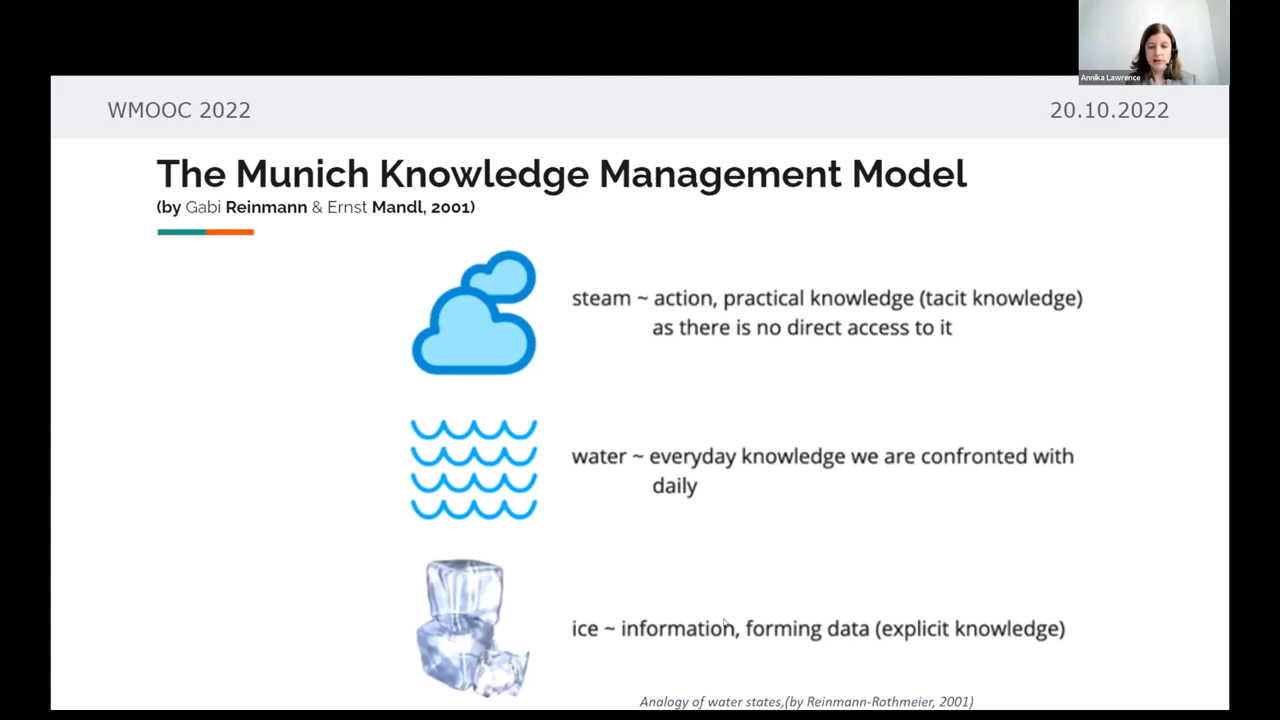 Annika Lawrence
WMOOC 2022
20.10.2022
The Munich Knowledge Management Model
(by Gabi Reinmann & Ernst Mandl, 2001)
steam ~ action, practical knowledge (tacit knowledge)
as there is no direct access to it
water ~ everyday knowledge we are confronted with
daily
ice ~ information, forming data (explicit knowledge)
Analogy of water states,(by Reinmann-Rothmeier, 2001)